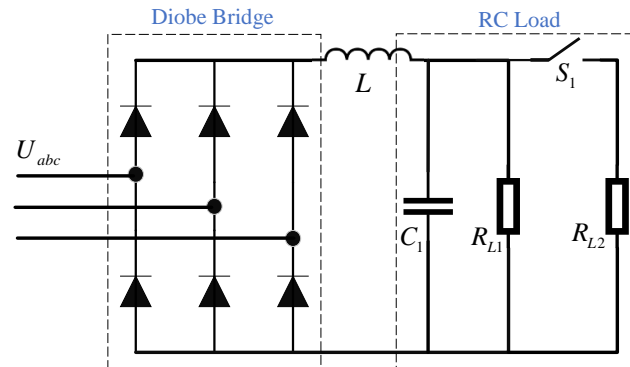 Diobe Bridge
RC Load
L
S1
Uabc
C1
RL1
RL2